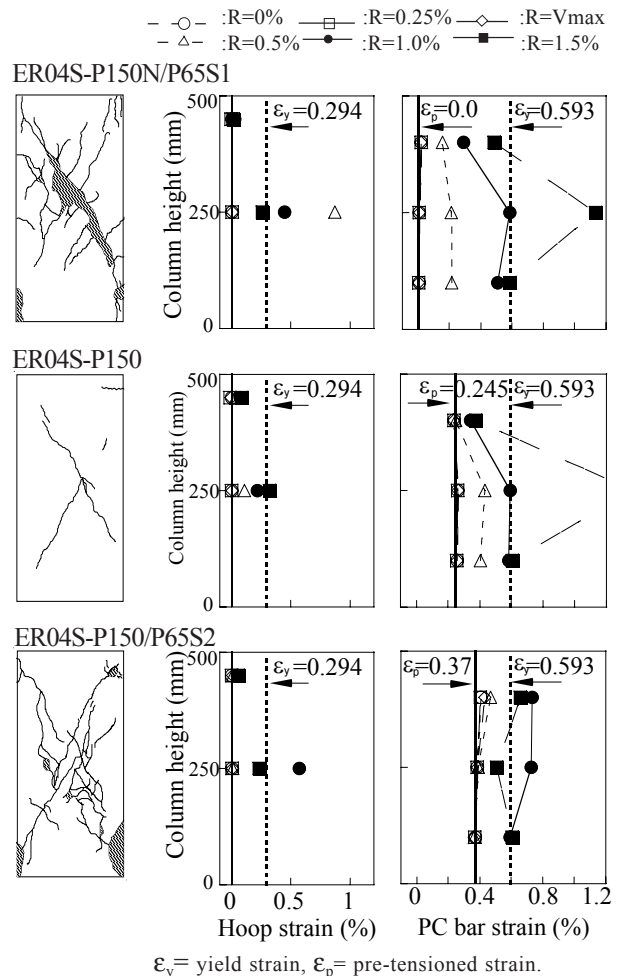 :R=0% :R=0.25% :R=Vmax
:R=0.5% :R=1.0% :R=1.5%
ER04S-P150N/P65S1
500
250
0
Column height (mm)
εy=0.294
εp=0.0
εy=0.593
ER04S-P150
500
250
0
Column height (mm)
εy=0.294
εp=0.245
εy=0.593
ER04S-P150/P65S2
500
250
0
Column height (mm)
εy=0.294
εp=0.37
εy=0.593
0 0.5 1
0 0.4 0.8 1.2
Hoop strain (%) PC bar strain (%)
εy= yield strain, εp= pre-tensioned strain.